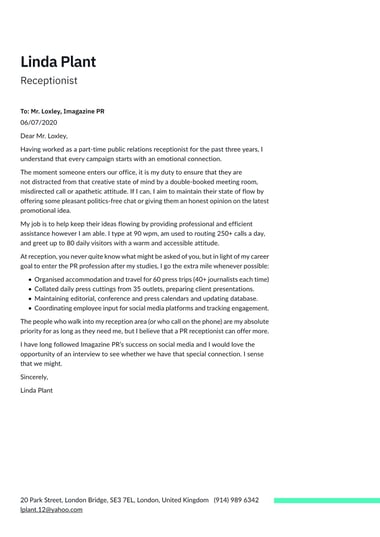 Linda Plant
Receptionist
To: Mr. Loxley, Imagazine PR
06/07/2020
Dear Mr. Loxley,
Having worked as a part-time public relations receptionist for the past three years, I
understand that every campaign starts with an emotional connection.
The moment someone enters our office, it is my duty to ensure that they are
not distracted from that creative state of mind by a double-booked meeting room,
misdirected call or apathetic attitude. If I can, I aim to maintain their state of flow by
offering some pleasant politics-free chat or giving them an honest opinion on the latest
promotional idea.
My job is to help keep their ideas flowing by providing professional and efficient
assistance however I am able. I type at 90 wpm, am used to routing 250+ calls a day,
and greet up to 80 daily visitors with a warm and accessible attitude.
At reception, you never quite know what might be asked of you, but in light of my career
goal to enter the PR profession after my studies, I go the extra mile whenever possible:
• Organised accommodation and travel for 60 press trips (40+ journalists each time)
• Collated daily press cuttings from 35 outlets, preparing client presentations.
• Maintaining editorial, conference and press calendars and updating database.
• Coordinating employee input for social media platforms and tracking engagement.
The people who walk into my reception area (or who call on the phone) are my absolute
priority for as long as they need me, but I believe that a PR receptionist can offer more.
I have long followed Imagazine PR's success on social media and I would love the
opportunity of an interview to see whether we have that special connection. I sense
that we might.
Sincerely,
Linda Plant
20 Park Street, London Bridge, SE3 7EL, London, United Kingdom (914) 989 6342
lplant.12@yahoo.com